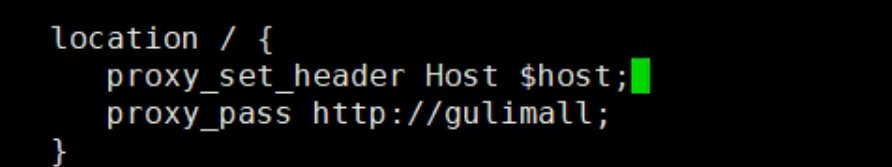 location / {
proxy_set_header Host $host;
proxy_pass http://gulimall;
}